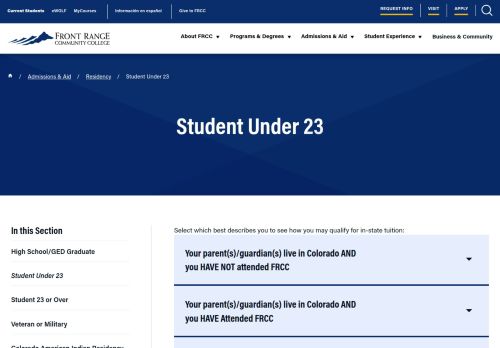 Current Students eWOLF MyCourses Información en español Give to FRCC REQUEST INFO VISIT APPLY
FRONT RANGE
COMMUNITY COLLEGE
About FRCC Programs & Degrees Admissions & Aid Student Experience Business & Community
/ Admissions & Aid / Residency / Student Under 23
Student Under 23
In this Section
High School/GED Graduate
Student Under 23
Student 23 or Over
Veteran or Military
Colorado American Indian Residency
Select which best describes you to see how you may qualify for in-state tuition:
Your parent(s)/guardian(s) live in Colorado AND
you HAVE NOT attended FRCC
Your parent(s)/guardian(s) live in Colorado AND
you HAVE Attended FRCC